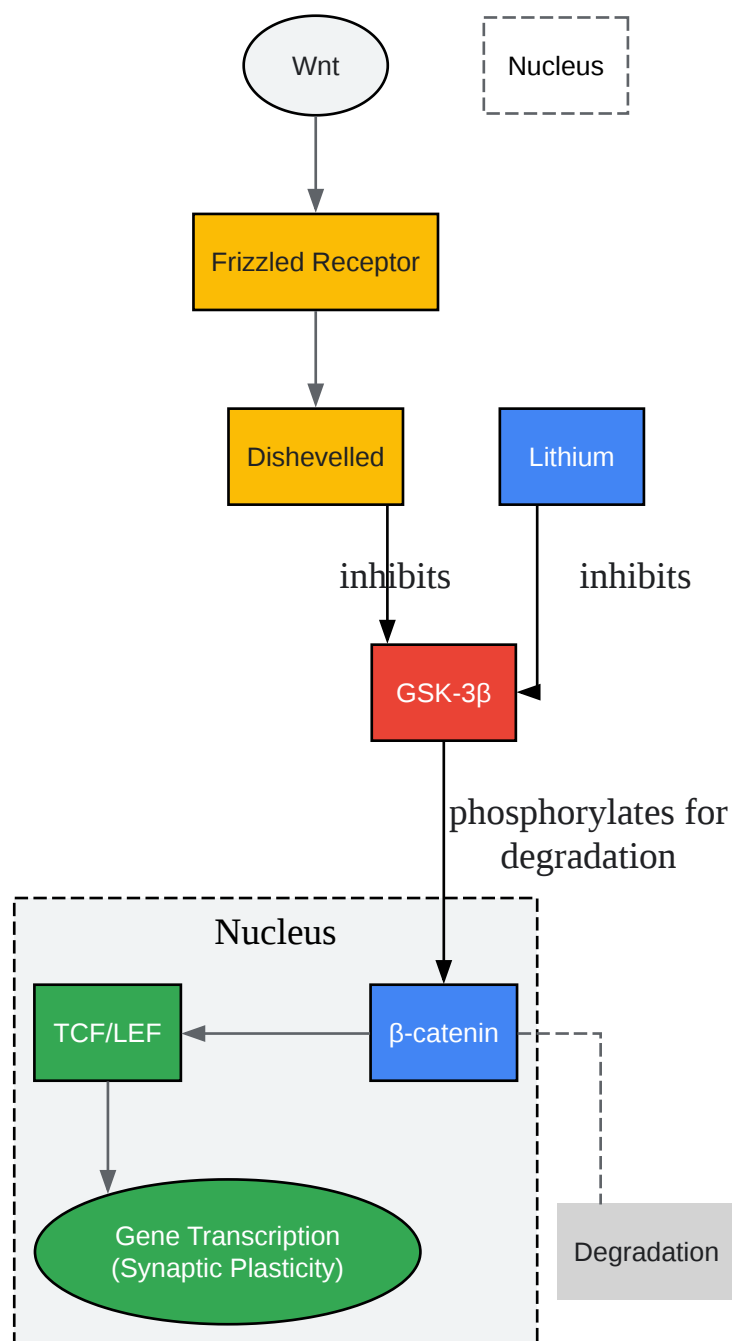 Wnt
Nucleus
Frizzled Receptor
Dishevelled
Lithium
inhibits
inhibits
GSK-3β
phosphorylates for
degradation
Nucleus
TCF/LEF
β-catenin
Gene Transcription
(Synaptic Plasticity)
Degradation